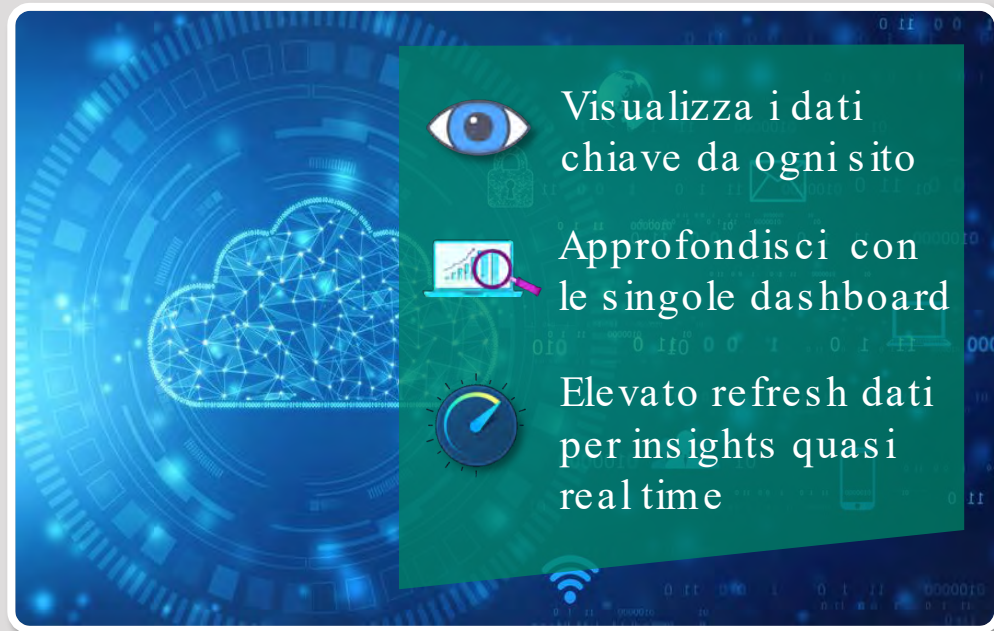 Visualizza i dati
chiave da ogni sito
Approfondisci con
le singole dashboard
Elevato refresh dati
per insights quasi
real time